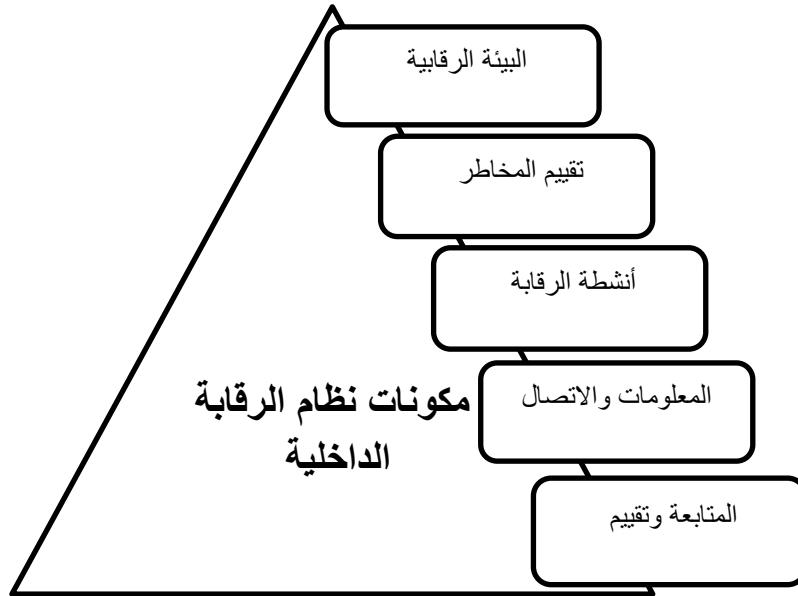 البيئة الرقابية
تقييم المخاطر
أنشطة الرقابة
المعلومات والاتصال
مكونات نظام الرقابة
الداخلية
المتابعة وتقييم